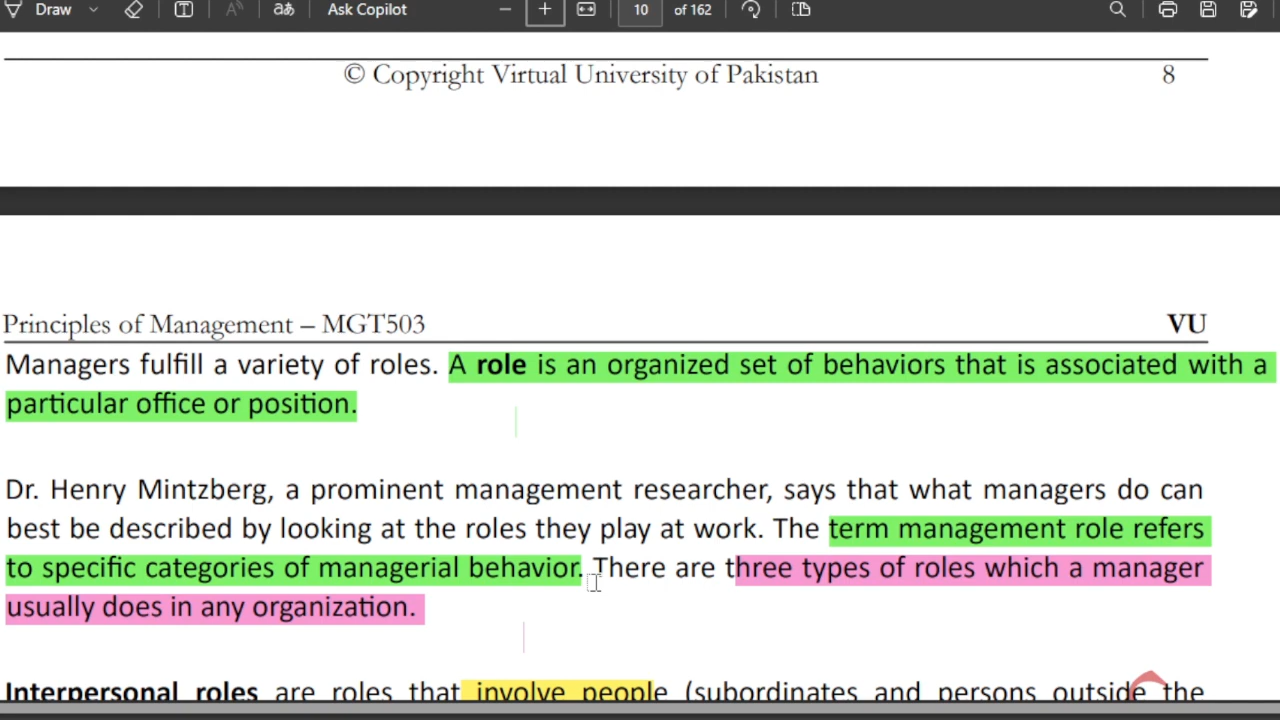 Draw
aあ
Ask Copilot
10 of 162
© Copyright Virtual University of Pakistan 8
Principles of Management – MGT503 VU
Managers fulfill a variety of roles. A role is an organized set of behaviors that is associated with a
particular office or position.
Dr. Henry Mintzberg, a prominent management researcher, says that what managers do can
best be described by looking at the roles they play at work. The term management role refers
to specific categories of managerial behavior. There are three types of roles which a manager
usually does in any organization.
Interpersonal roles are roles that involve people (subordinates and persons outside the